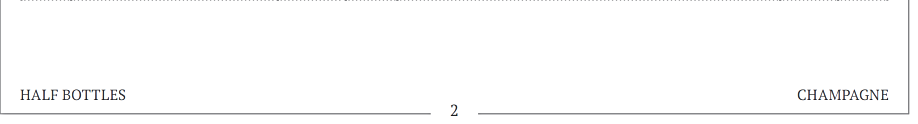 HALF BOTTLES CHAMPAGNE
2